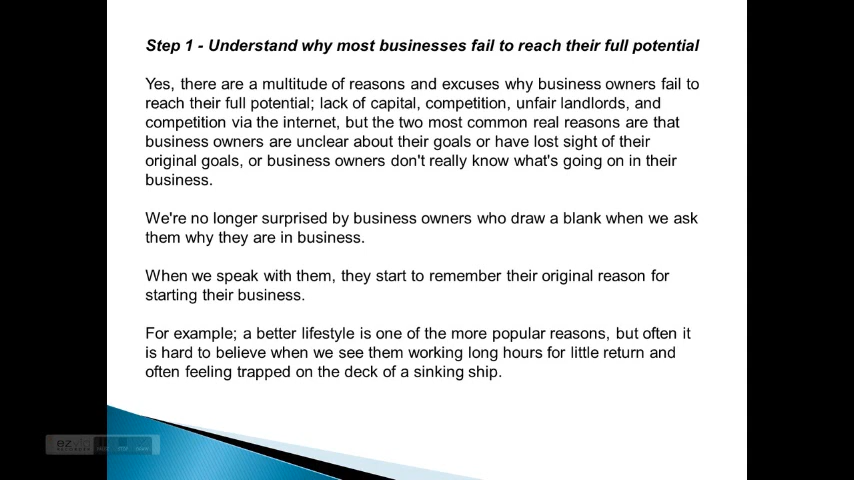 Step 1 - Understand why most businesses fail to reach their full potential
Yes, there are a multitude of reasons and excuses why business owners fail to
reach their full potential; lack of capital, competition, unfair landlords, and
competition via the internet, but the two most common real reasons are that
business owners are unclear about their goals or have lost sight of their
original goals, or business owners don't really know what's going on in their
business.
We're no longer surprised by business owners who draw a blank when we ask
them why they are in business.
When we speak with them, they start to remember their original reason for
starting their business.
For example; a better lifestyle is one of the more popular reasons, but often it
is hard to believe when we see them working long hours for little return and
often feeling trapped on the deck of a sinking ship.